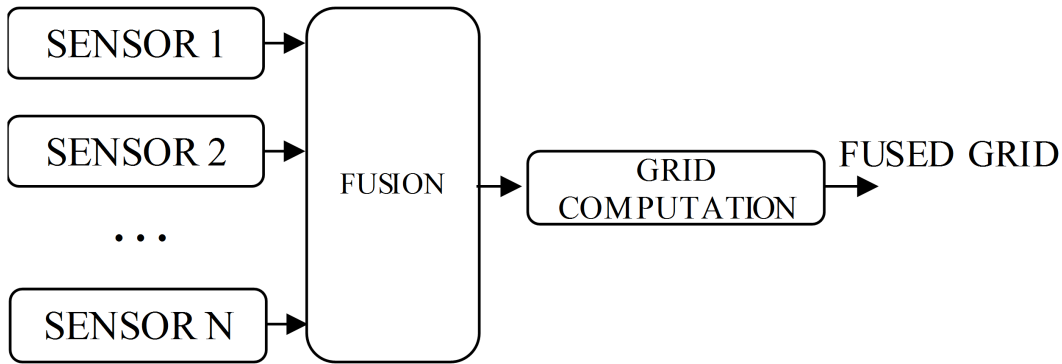 SENSOR 1
SENSOR 2
...
SENSOR N
FUSION
GRID
COMPUTATION
FUSED GRID